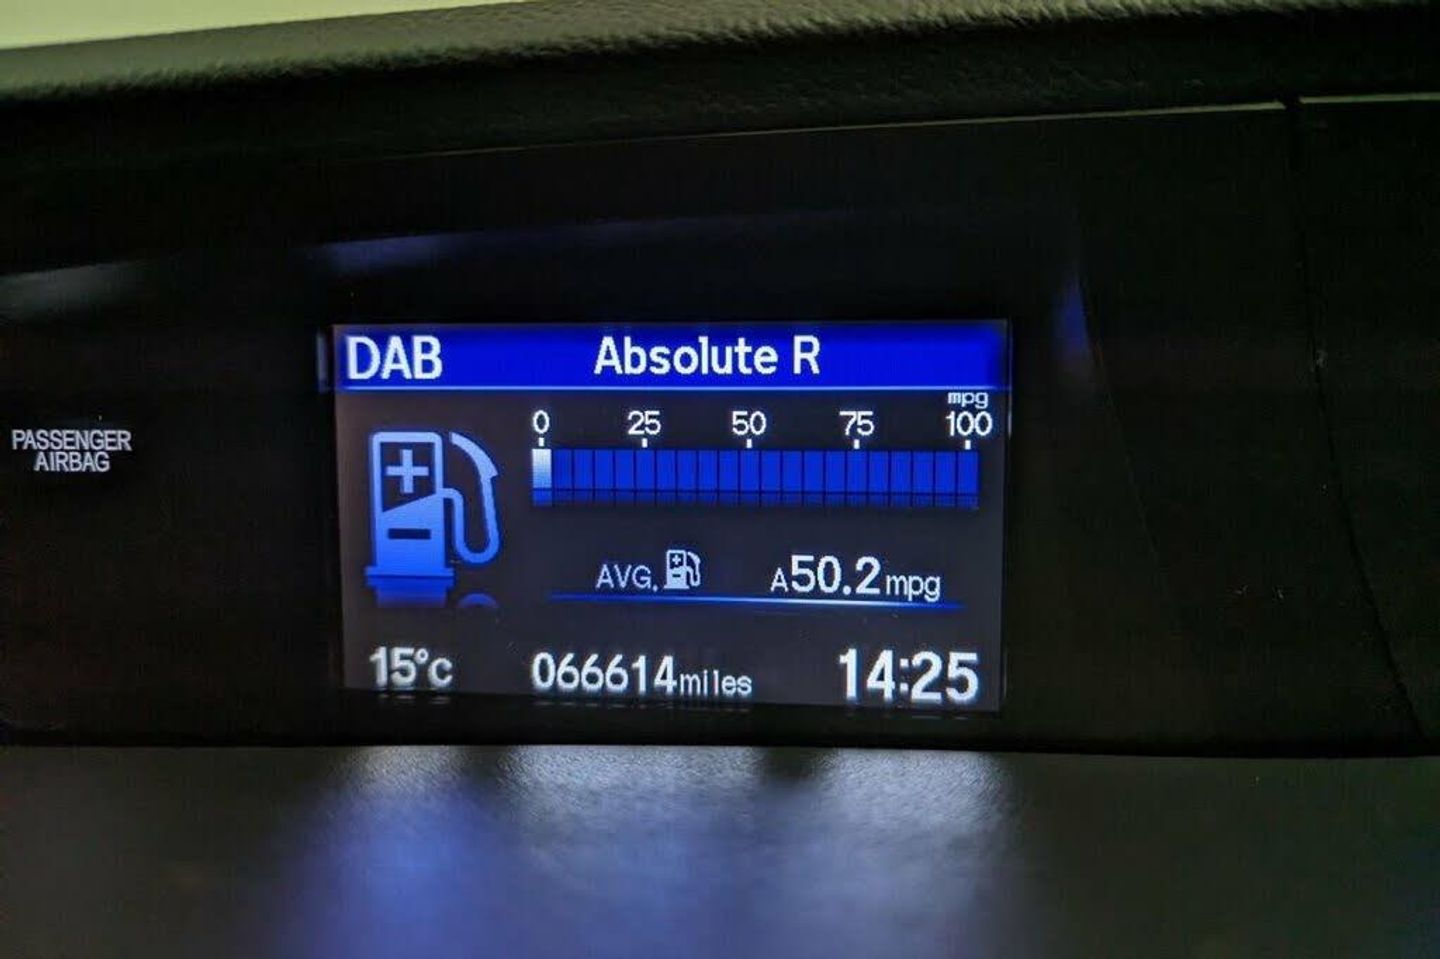 DAB Absolute R
mpg
0 25 50 75 100
PASSENGER
AIRBAG
AVG. A50.2mpg
15°c 066614miles 14:25